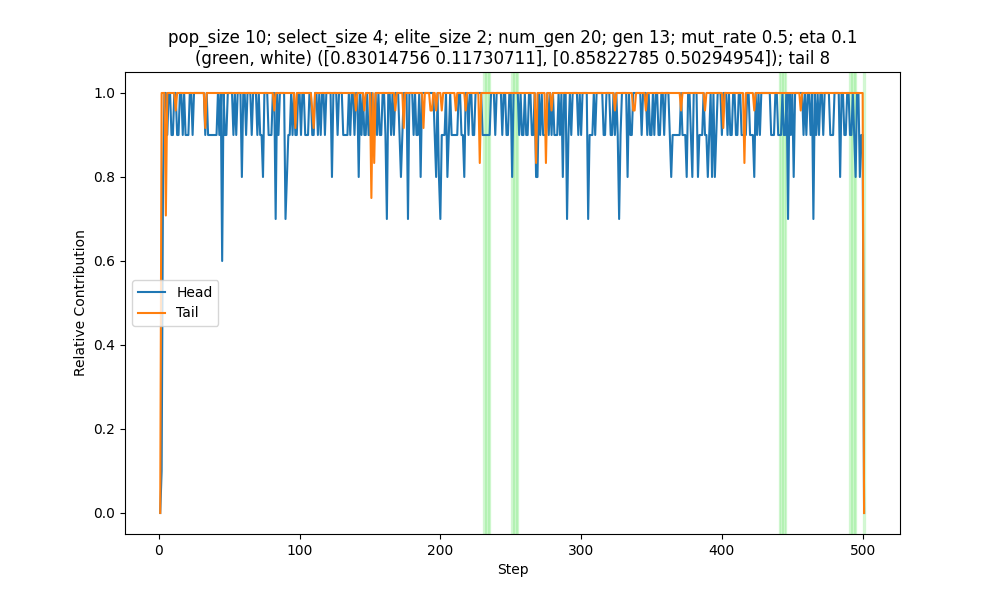 pop_size 10; select_size 4; elite_size 2; num_gen 20; gen 13; mut_rate 0.5; eta 0.1
(green, white) ([0.83014756 0.11730711], [0.85822785 0.50294954]); tail 8
1.0
0.8
0.6
0.4
0.2
0.0
Relative Contribution
Head
Tail
0
100
200
300
400
500
Step